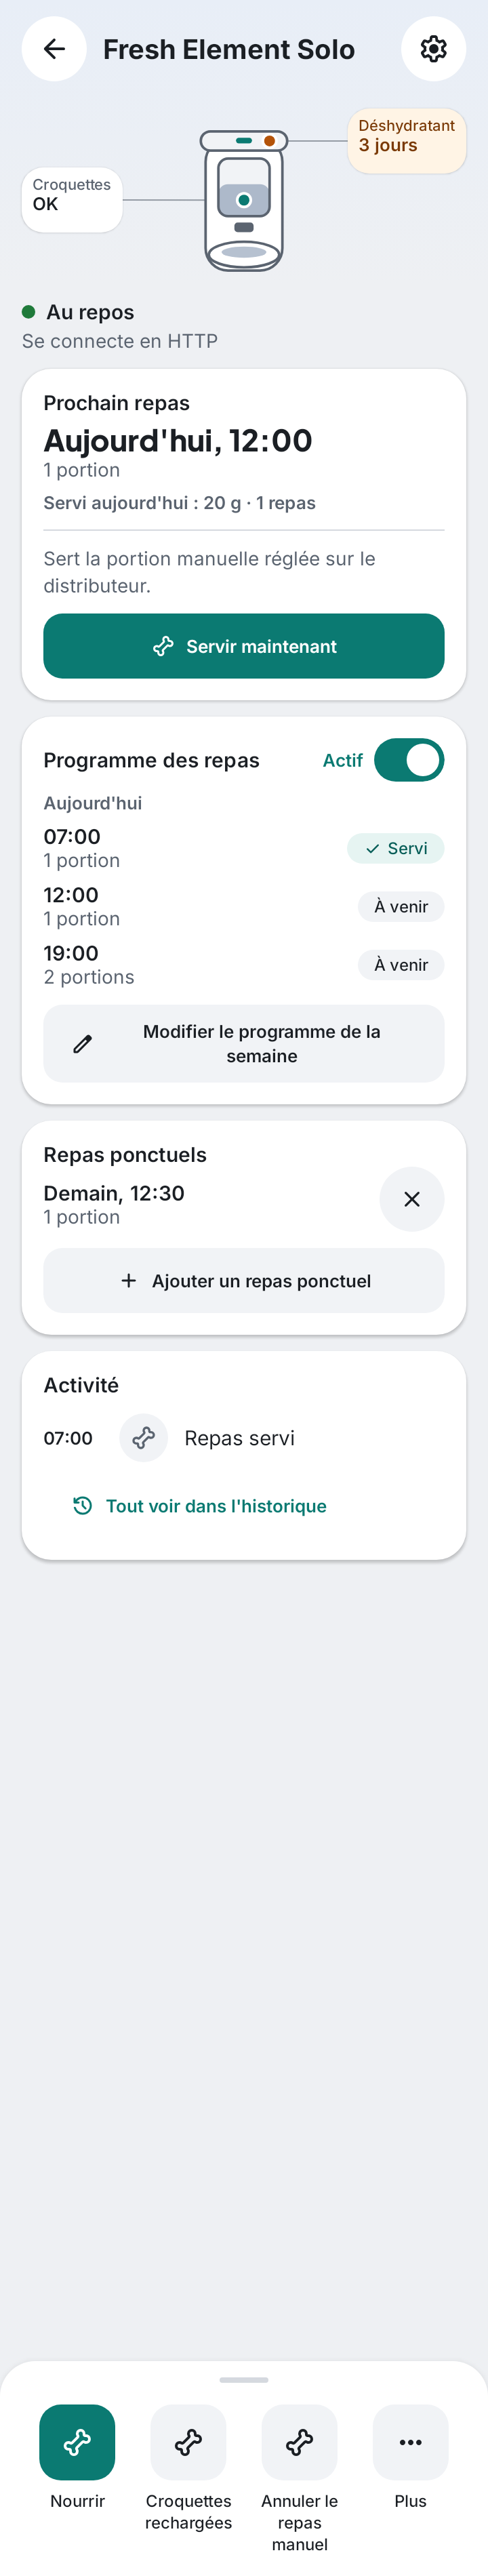 Fresh Element Solo
Déshydratant
3 jours
Croquettes
OK
Au repos
Se connecte en HTTP
Prochain repas
Aujourd'hui, 12:00
1 portion
Servi aujourd'hui : 20 g · 1 repas
Sert la portion manuelle réglée sur le
distributeur.
Servir maintenant
Programme des repas
Actif
Aujourd'hui
07:00
1 portion
Servi
12:00
1 portion
À venir
19:00
2 portions
À venir
Modifier le programme de la
semaine
Repas ponctuels
Demain, 12:30
1 portion
Ajouter un repas ponctuel
Activité
07:00
Repas servi
Tout voir dans l'historique
Nourrir
Croquettes
rechargées
Annuler le
repas
manuel
Plus